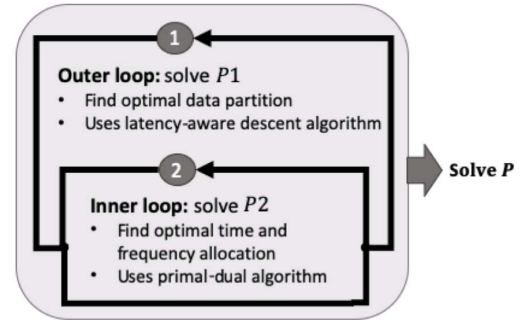 1
Outer loop: solve P1
• Find optimal data partition
• Uses latency-aware descent algorithm
2
Inner loop: solve P2
• Find optimal time and
frequency allocation
• Uses primal-dual algorithm
Solve P